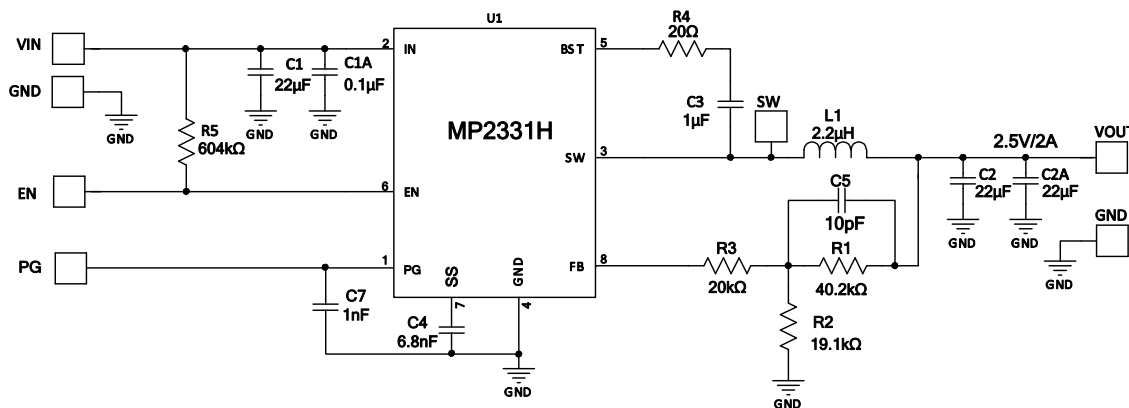 U1
VIN
2
IN
C1
22µF
C1A
0.1µF
GND
GND
GND
GND
R5
604kΩ
EN
6
EN
PG
1
PG
C7
1nF
MP2331H
SS
7
GND
4
C4
6.8nF
GND
BST
5
R4
20Ω
C3
1µF
SW
SW
3
L1
2.2µH
2.5V/2A
VOUT
C2
22µF
C2A
22µF
GND
GND
GND
GND
C5
10pF
FB
8
R3
20kΩ
R1
40.2kΩ
R2
19.1kΩ
GND